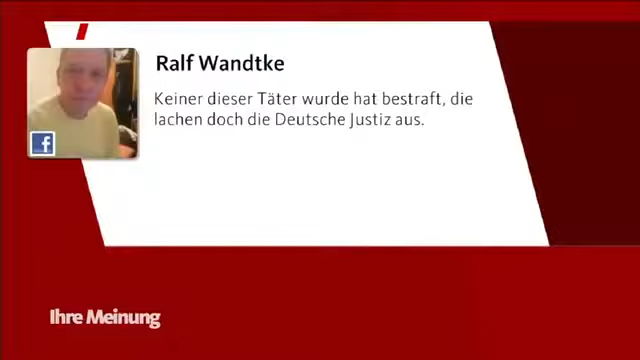 Ralf Wandtke
Keiner dieser Täter wurde hat bestraft, die
lachen doch die Deutsche Justiz aus.
f
Ihre Meinung